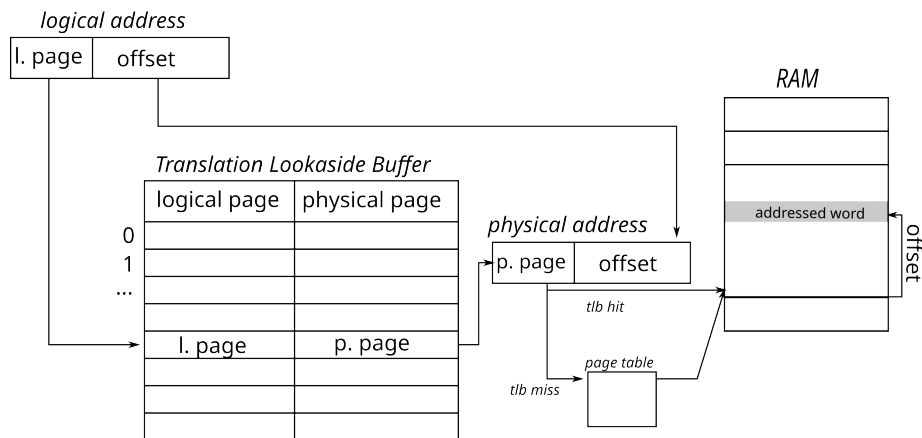 logical address
l. page
offset
RAM
Translation Lookaside Buffer
logical page
physical page
addressed word
physical address
0
p. page
offset
offset
1
...
tlb hit
l. page
p. page
page table
tlb miss